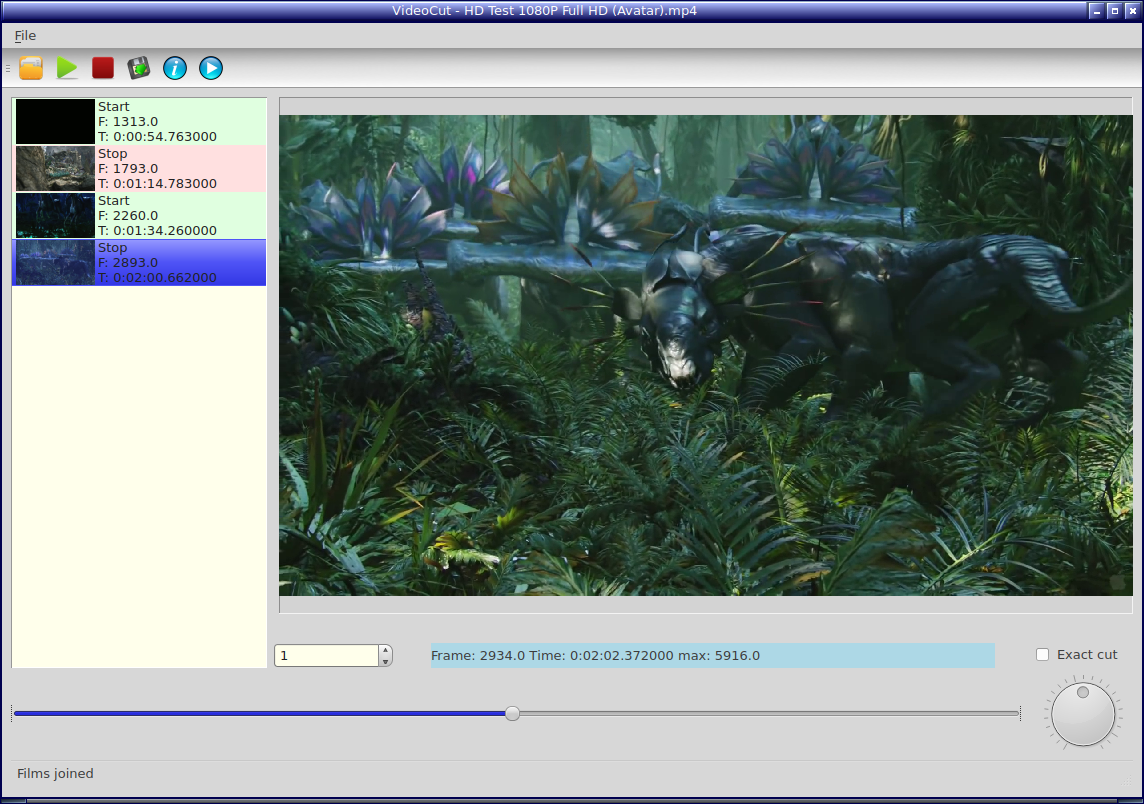 VideoCut - HD Test 1080P Full HD (Avatar).mp4
File
Start
F: 1313.0
T: 0:00:54.763000
Stop
F: 1793.0
T: 0:01:14.783000
Start
F: 2260.0
T: 0:01:34.260000
Stop
F: 2893.0
T: 0:02:00.662000
1
Frame: 2934.0 Time: 0:02:02.372000 max: 5916.0
Exact cut
Films joined